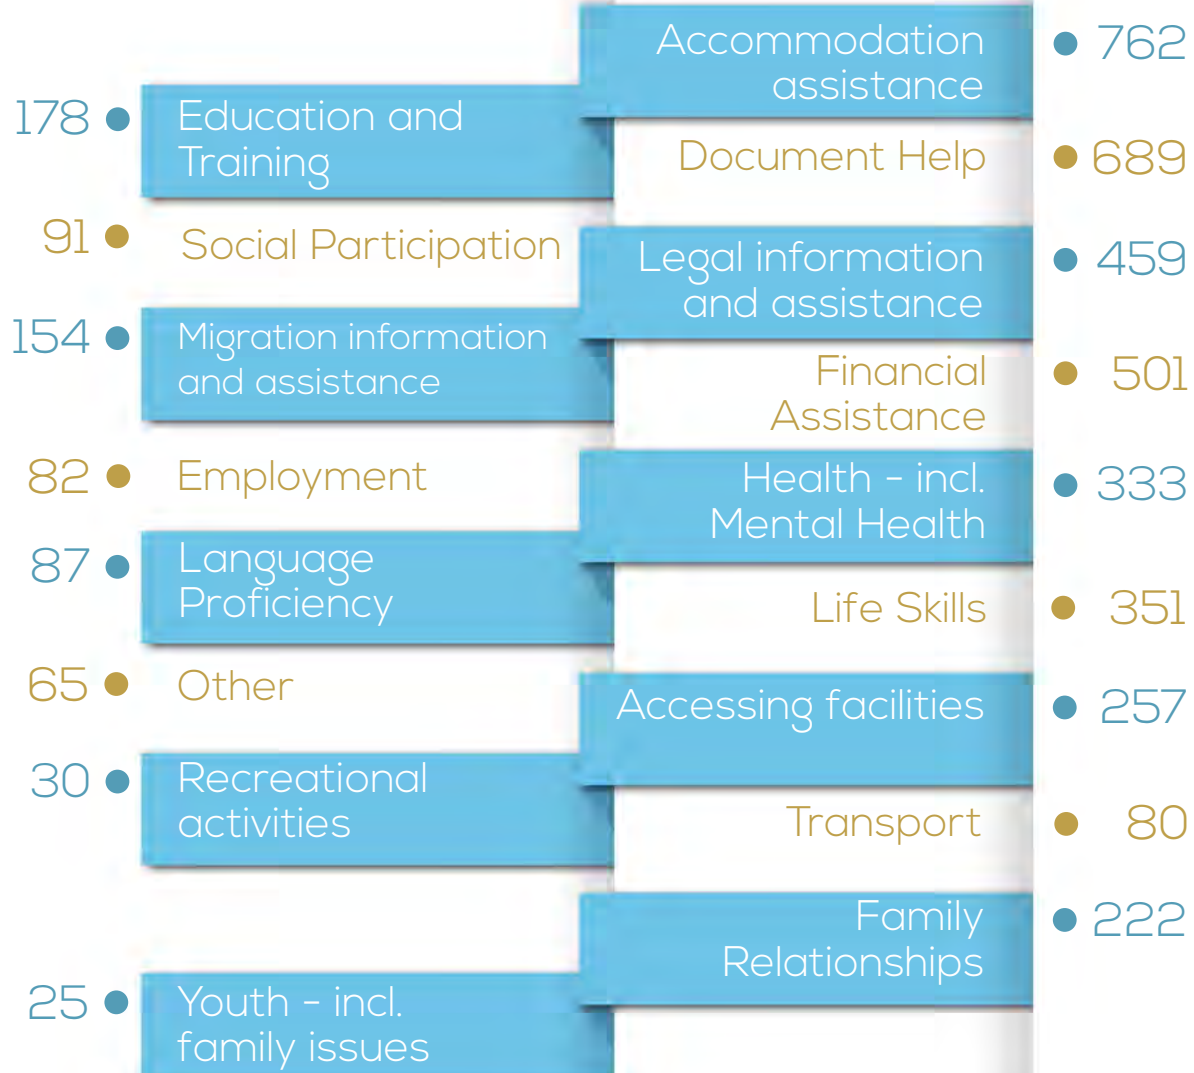 178
Education and
Training
91
Social Participation
154
Migration information
and assistance
82
Employment
87
Language
Proficiency
65
Other
30
Recreational
activities
25
Youth - incl.
family issues
Accommodation
assistance
762
Document Help
689
Legal information
and assistance
459
Financial
Assistance
501
Health - incl.
Mental Health
333
Life Skills
351
Accessing facilities
257
Transport
80
Family
Relationships
222